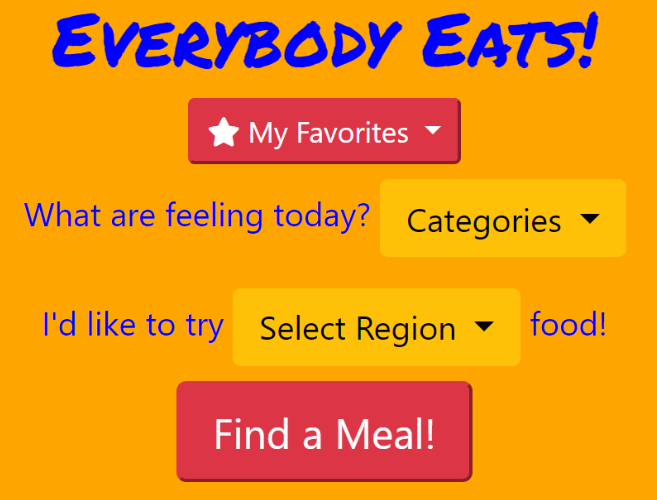 Everybody Eats!
My Favorites
What are feeling today? Categories
I'd like to try Select Region food!
Find a Meal!